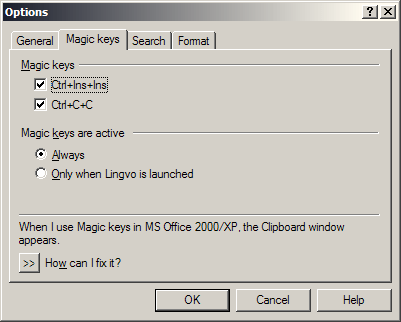 Options
General Magic keys Search Format
Magic keys
Ctrl+Ins+Ins
Ctrl+C+C
Magic keys are active
Always
Only when Lingvo is launched
When I use Magic keys in MS Office 2000/XP, the Clipboard window
appears.
>> How can I fix it?
OK Cancel Help